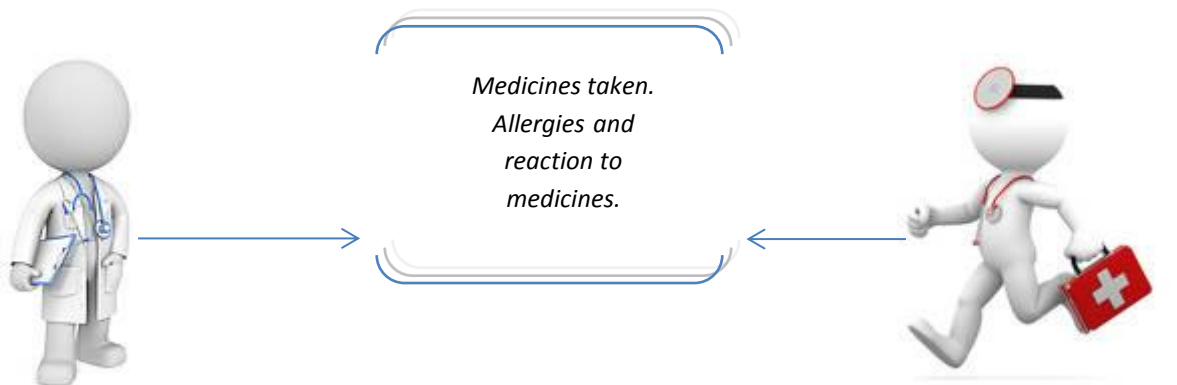 Medicines taken.
Allergies and
reaction to
medicines.